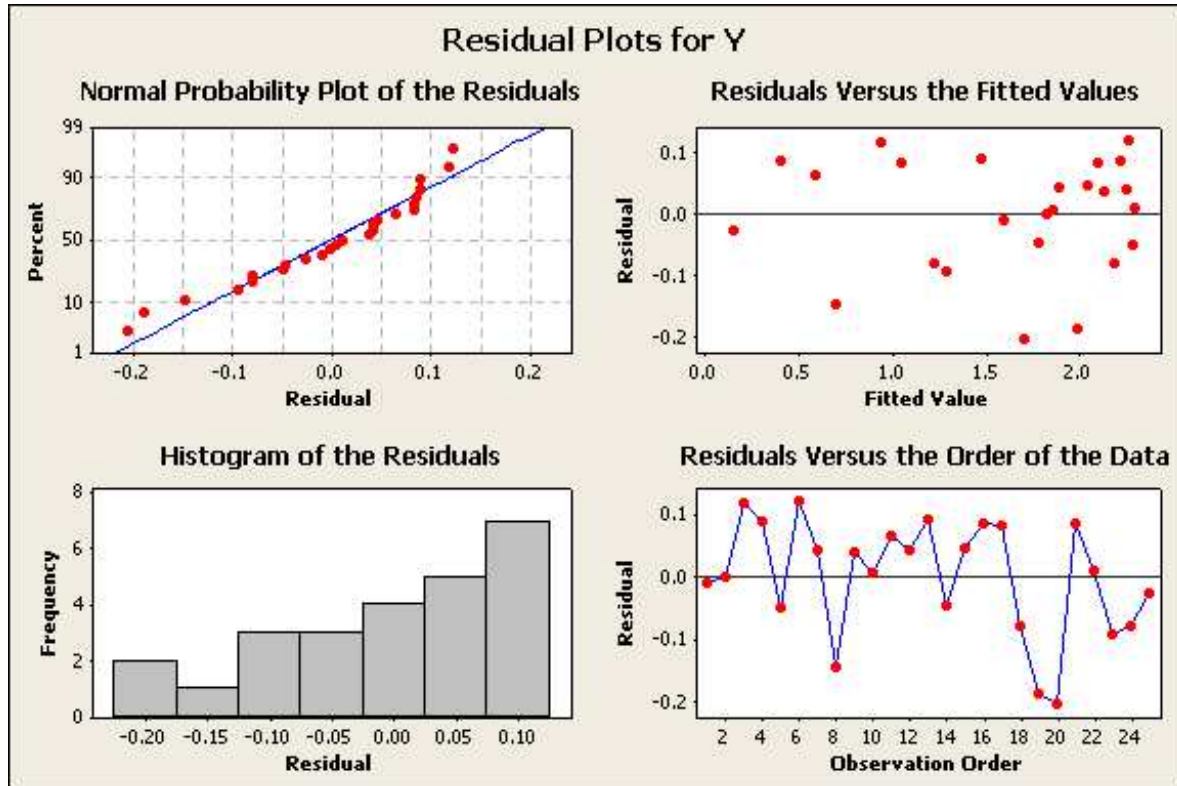 Residual Plots for Y
Normal Probability Plot of the Residuals
99
90
50
10
1
Percent
-0.2 -0.1 0.0 0.1 0.2
Residual
Residuals Versus the Fitted Values
0.1
0.0
-0.1
-0.2
Residual
0.0 0.5 1.0 1.5 2.0
Fitted Value
Histogram of the Residuals
8
6
4
2
0
Frequency
-0.20 -0.15 -0.10 -0.05 0.00 0.05 0.10
Residual
Residuals Versus the Order of the Data
0.1
0.0
-0.1
-0.2
Residual
2 4 6 8 10 12 14 16 18 20 22 24
Observation Order